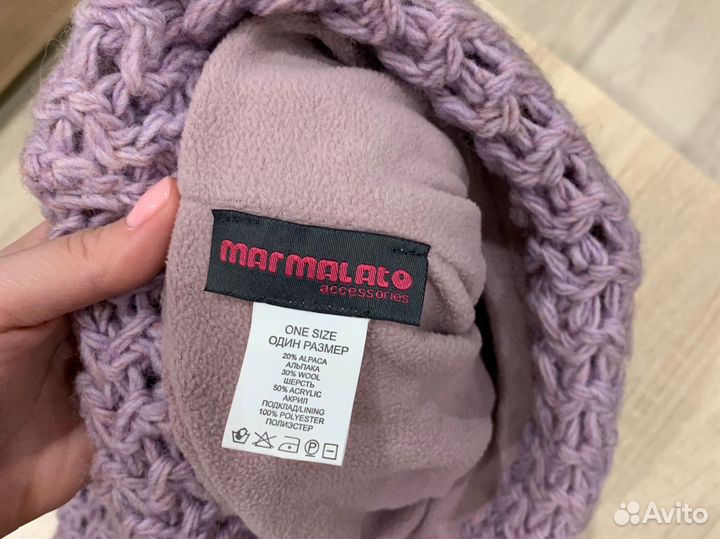 marmalato
accessories
ONE SIZE
ОДИН РАЗМЕР
20% ALPACA
АЛЬПАКА
30% WOOL
ШЕРСТЬ
50% ACRYLIC
АКРИЛ
ПОДКЛАД/LINING
100% POLYESTER
ПОЛИЭСТЕР
P
Avito